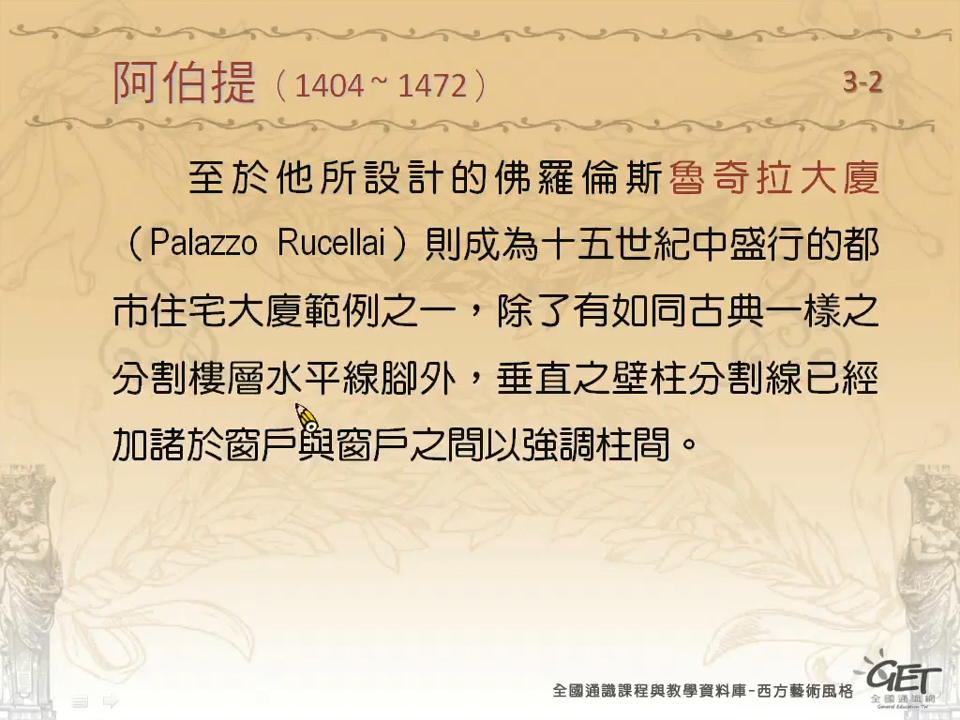 阿伯提（1404～1472） 3-2
至於他所設計的佛羅倫斯魯奇拉大廈
（Palazzo Rucellai）則成為十五世紀中盛行的都
市住宅大廈範例之一，除了有如同古典一樣之
分割樓層水平線腳外，垂直之壁柱分割線已經
加諸於窗戶與窗戶之間以強調柱間。
全國通識課程與教學資料庫-西方藝術風格
GET
全國通識網
General Education TW